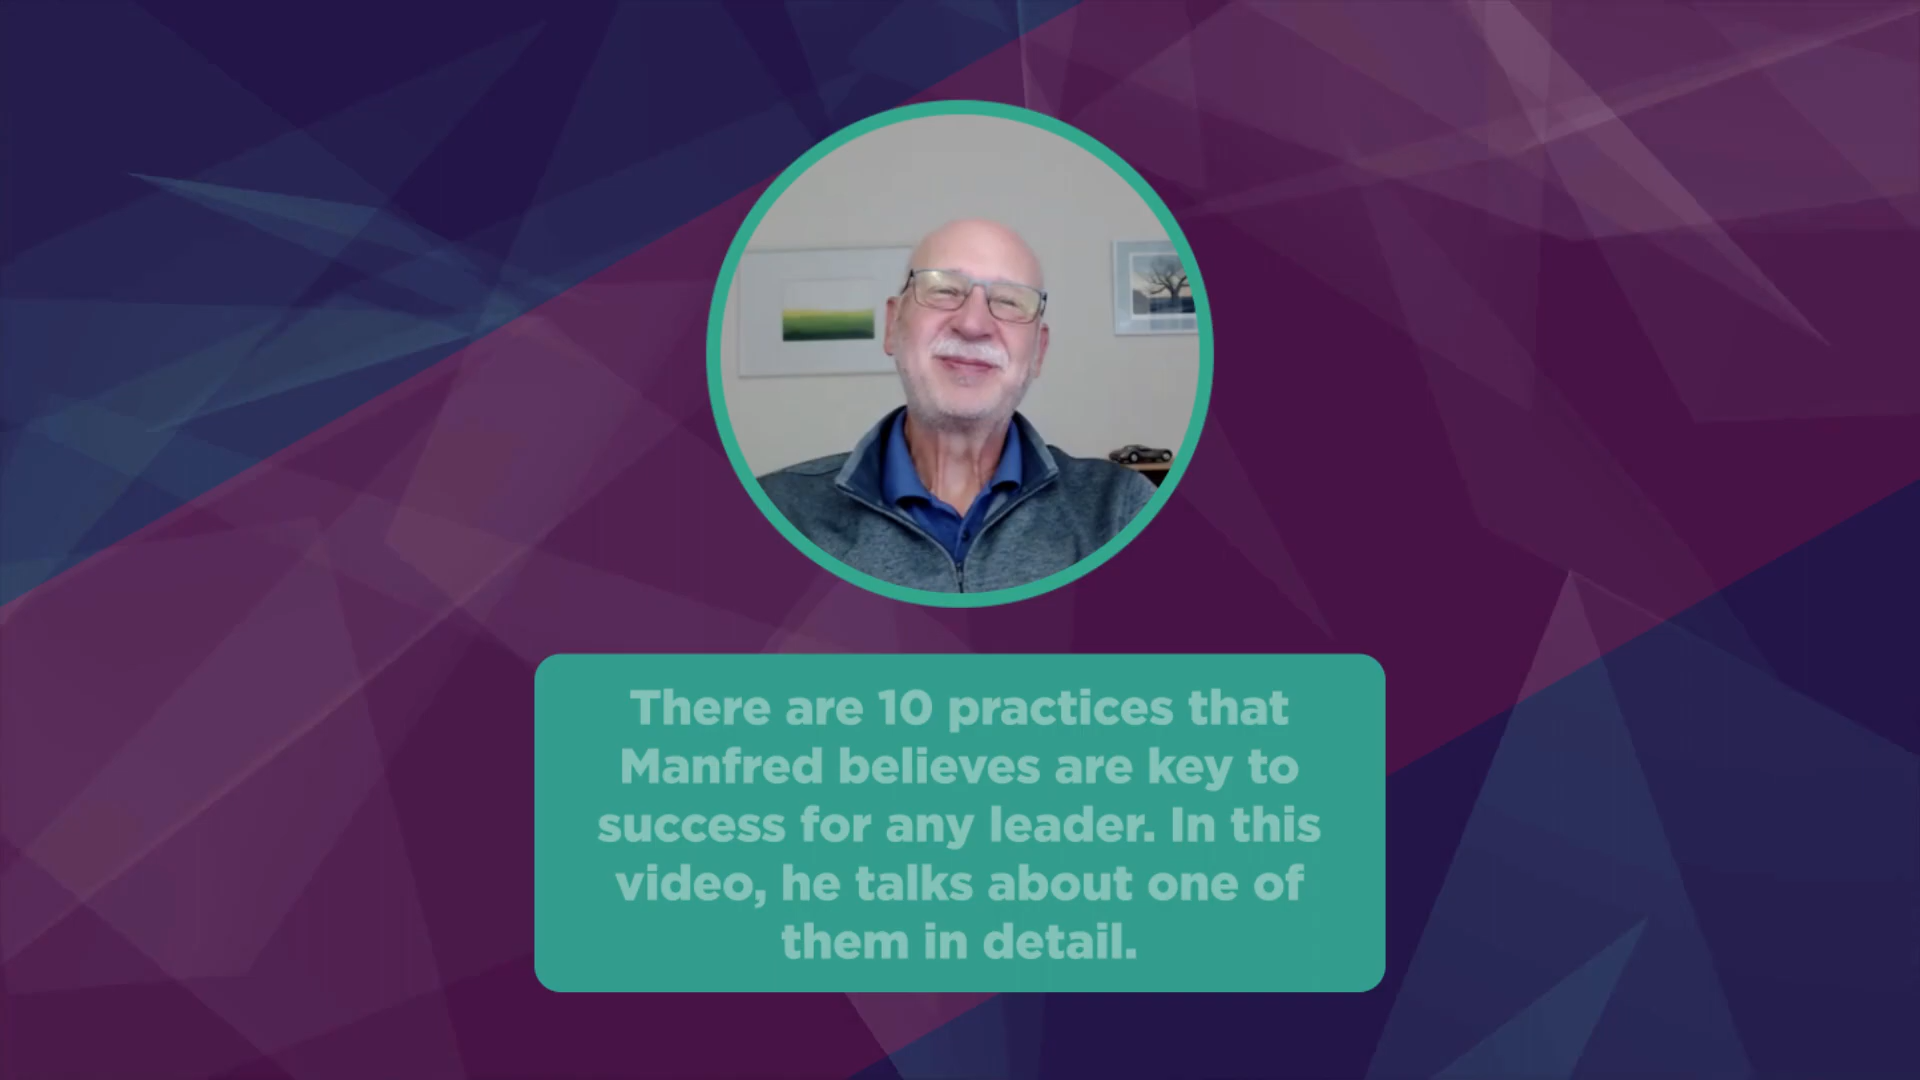 There are 10 practices that
Manfred believes are key to
success for any leader. In this
video, he talks about one of
them in detail.